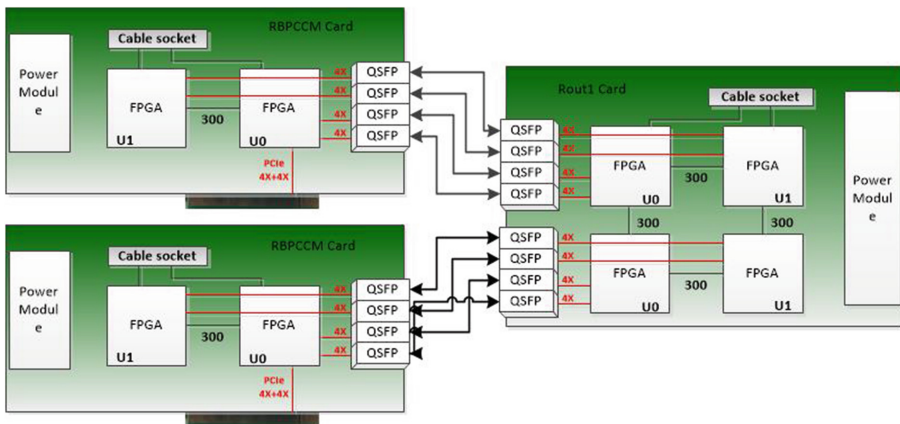 RBPCCM Card
Cable socket
Power
Modul
e
FPGA
U1
300
FPGA
U0
4X
4X
4X
4X
QSFP
QSFP
QSFP
QSFP
PCIe
4X+4X
RBPCCM Card
Cable socket
Power
Modul
e
FPGA
U1
300
FPGA
U0
4X
4X
4X
4X
QSFP
QSFP
QSFP
QSFP
PCIe
4X+4X
Rout1 Card
Cable socket
QSFP
QSFP
QSFP
QSFP
4X
4X
4X
4X
FPGA
U0
300
FPGA
U1
300
300
QSFP
QSFP
QSFP
QSFP
4X
4X
4X
4X
FPGA
U0
300
FPGA
U1
Power
Modul
e